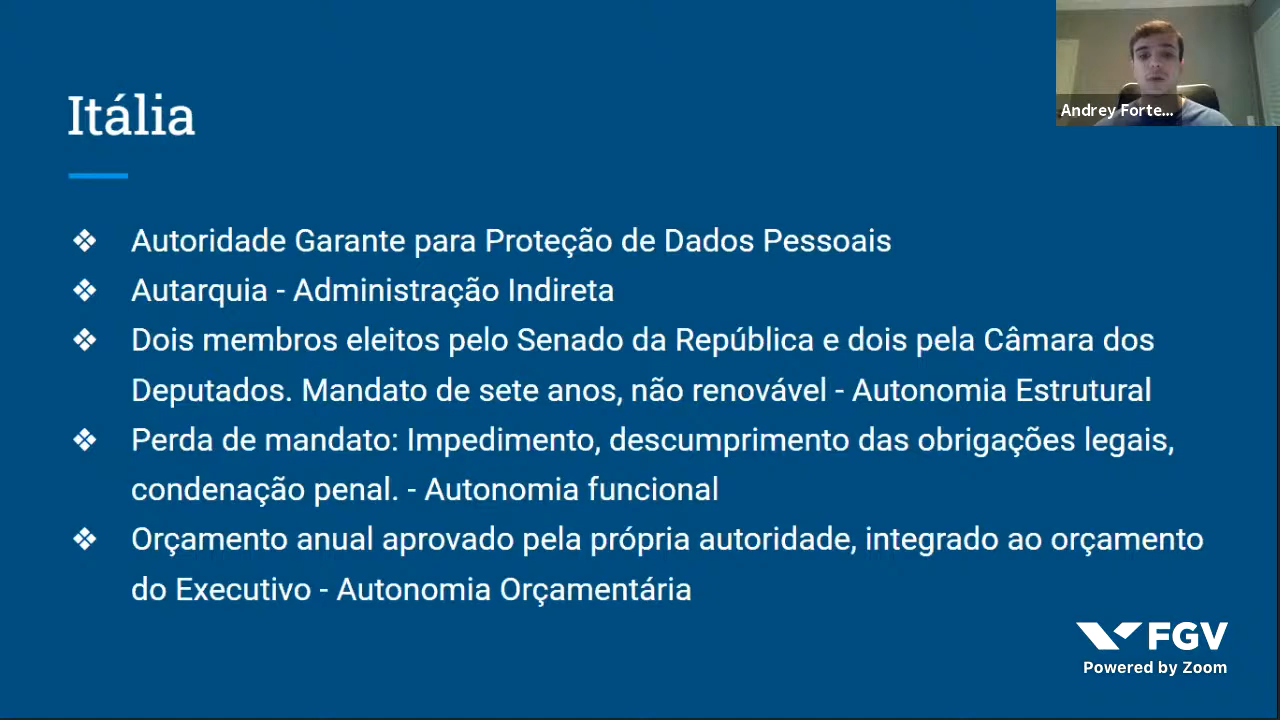 Itália
Andrey Forte...
❖ Autoridade Garante para Proteção de Dados Pessoais
❖ Autarquia - Administração Indireta
❖ Dois membros eleitos pelo Senado da República e dois pela Câmara dos
Deputados. Mandato de sete anos, não renovável - Autonomia Estrutural
❖ Perda de mandato: Impedimento, descumprimento das obrigações legais,
condenação penal. - Autonomia funcional
❖ Orçamento anual aprovado pela própria autoridade, integrado ao orçamento
do Executivo - Autonomia Orçamentária
FGV
Powered by Zoom